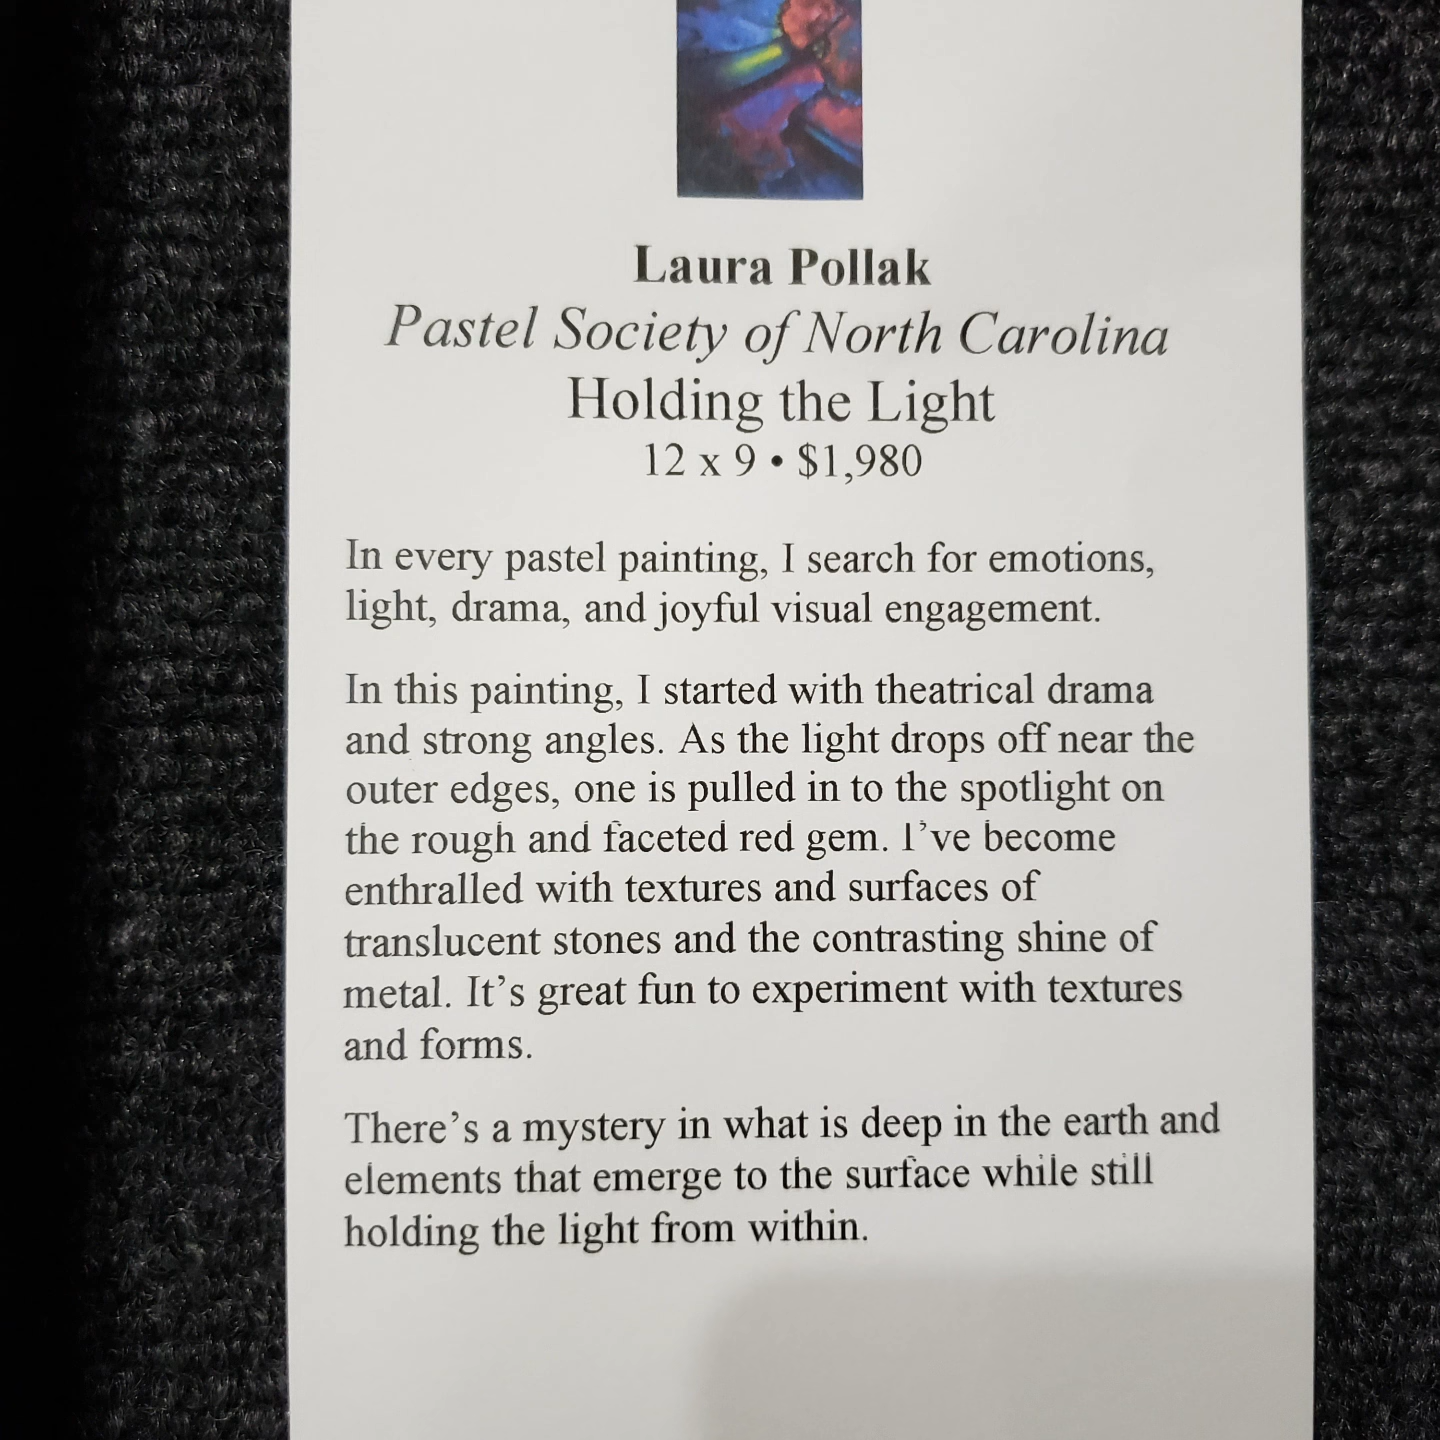 Laura Pollak
Pastel Society of North Carolina
Holding the Light
12 x 9 • $1,980
In every pastel painting, I search for emotions,
light, drama, and joyful visual engagement.
In this painting, I started with theatrical drama
and strong angles. As the light drops off near the
outer edges, one is pulled in to the spotlight on
the rough and faceted red gem. I’ve become
enthralled with textures and surfaces of
translucent stones and the contrasting shine of
metal. It’s great fun to experiment with textures
and forms.
There’s a mystery in what is deep in the earth and
elements that emerge to the surface while still
holding the light from within.